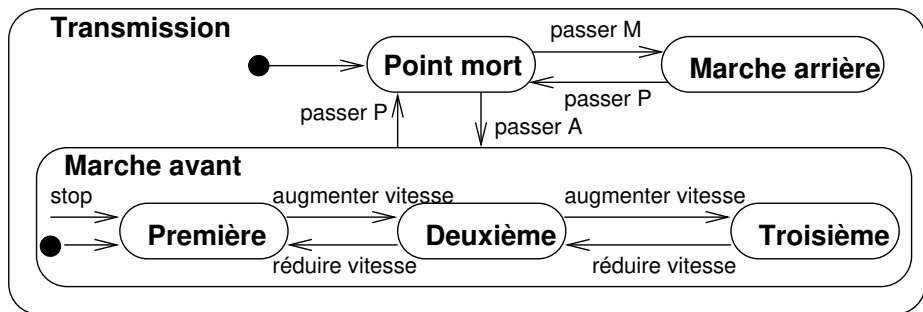 Transmission
passer M
Point mort
Marche arrière
passer P
passer P
passer A
Marche avant
stop
augmenter vitesse
augmenter vitesse
Première
Deuxième
Troisième
réduire vitesse
réduire vitesse